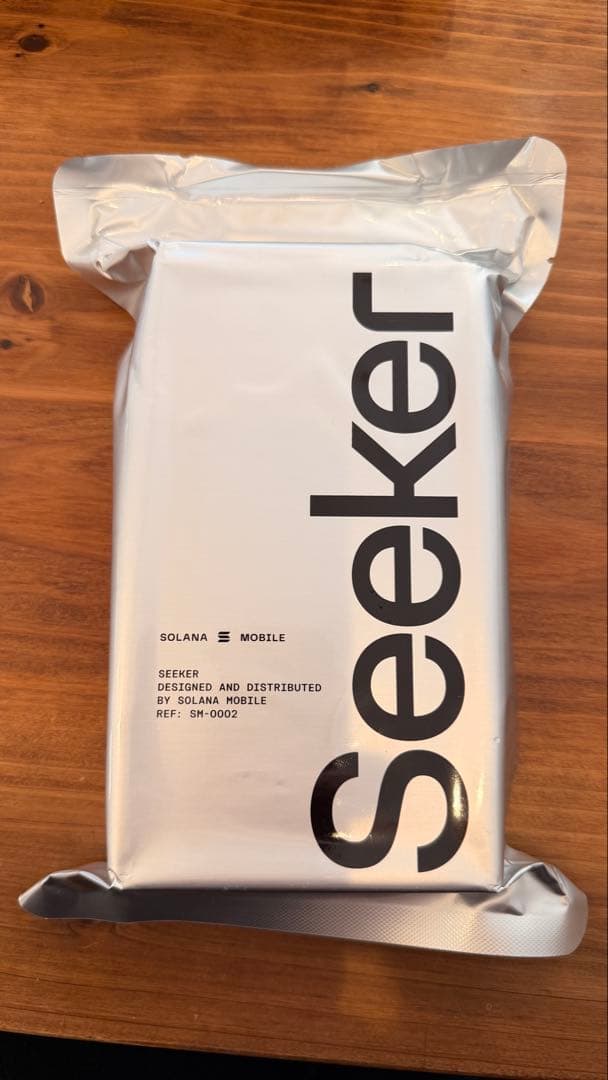 Seeker
SOLANA MOBILE
SEEKER
DESIGNED AND DISTRIBUTED
BY SOLANA MOBILE
REF: SM-0002